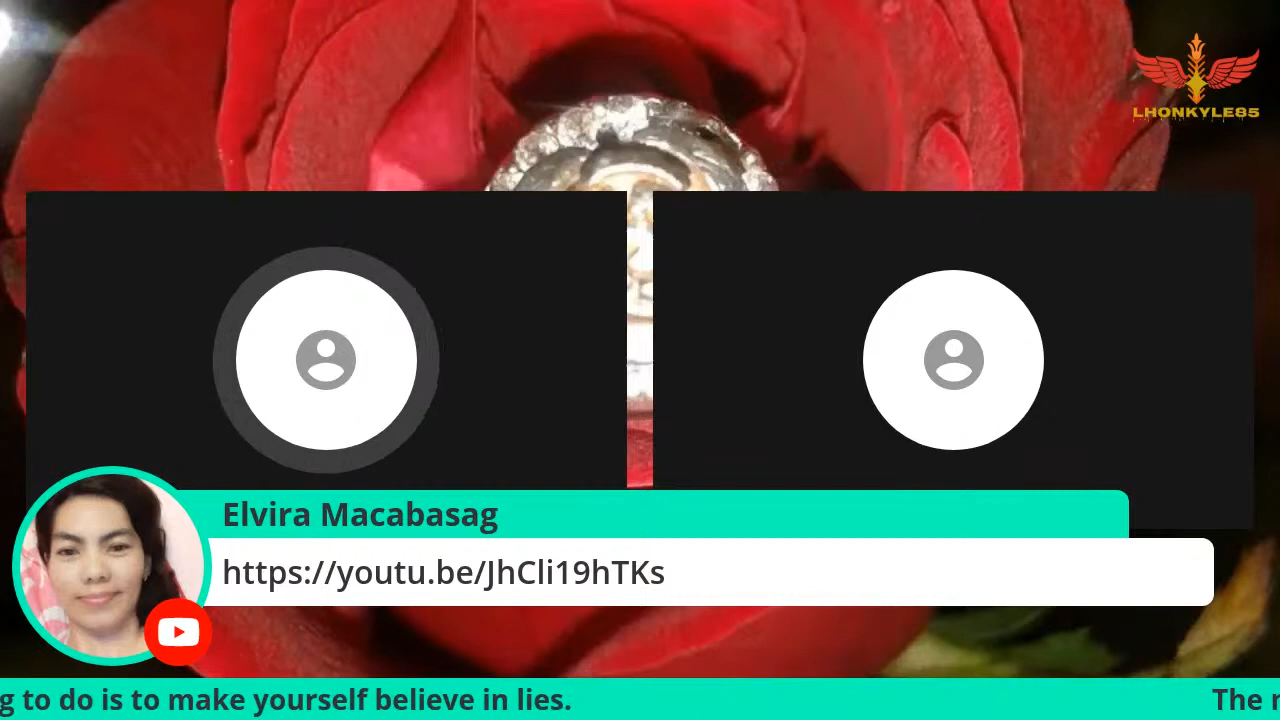 LHONKYLE85
Elvira Macabasag
https://youtu.be/JhCli19hTKs
g to do is to make yourself believe in lies.
The